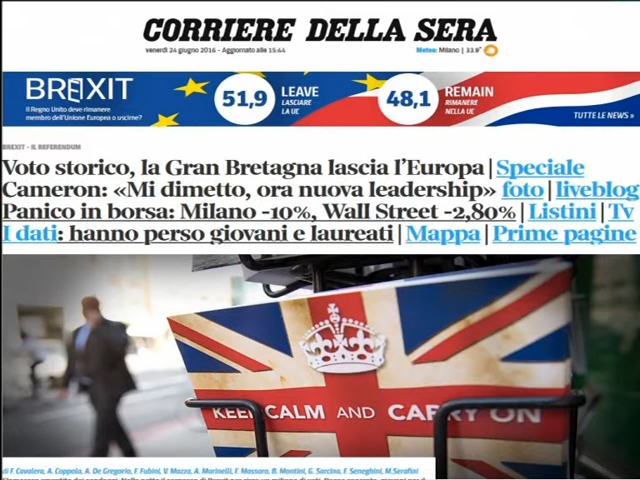 CORRIERE DELLA SERA
venerdì 24 giugno 2016 - Aggiornato alle 15:44
Meteo: Milano | 33.9°
BREXIT
Il Regno Unito deve rimanere
membro dell'Unione Europea o uscirne?
51,9
LEAVE
LASCIARE
LA UE
48,1
REMAIN
RIMANERE
NELLA UE
TUTTE LE NEWS »
BREXIT - IL REFERENDUM
Voto storico, la Gran Bretagna lascia l'Europa | Speciale
Cameron: «Mi dimetto, ora nuova leadership» foto | liveblog
Panico in borsa: Milano -10%, Wall Street -2,80% | Listini | Tv
I dati: hanno perso giovani e laureati | Mappa | Prime pagine
KEEP CALM AND CARRY ON
di F. Cavalera, A. Coppola, A. De Gregorio, F. Fubini, V. Mazza, A. Marinelli, F. Massara, B. Montini, G. Sarcina, F. Seneghini, M. Serafini